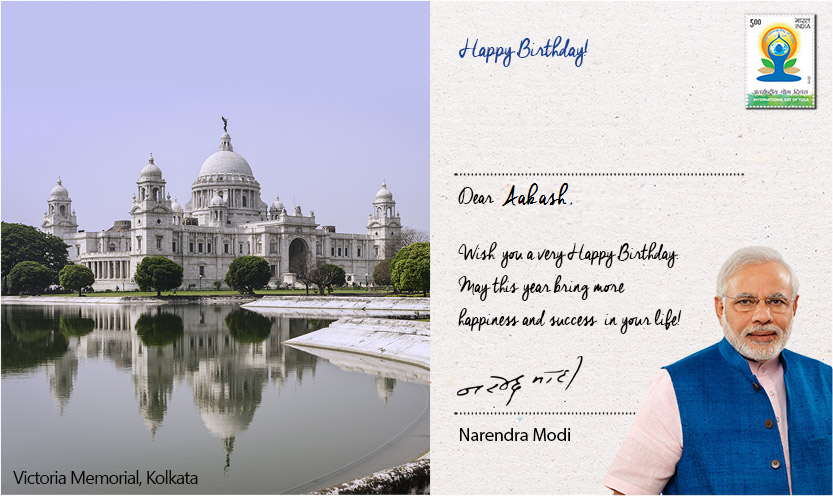 Happy Birthday!
5.00
भारत
INDIA
अंतर्राष्ट्रीय योग दिवस
INTERNATIONAL DAY OF YOGA
Dear Aakash,
Wish you a very Happy Birthday.
May this year bring more
happiness and success in your life!
नरेन्द्र मोदी
Narendra Modi
Victoria Memorial, Kolkata